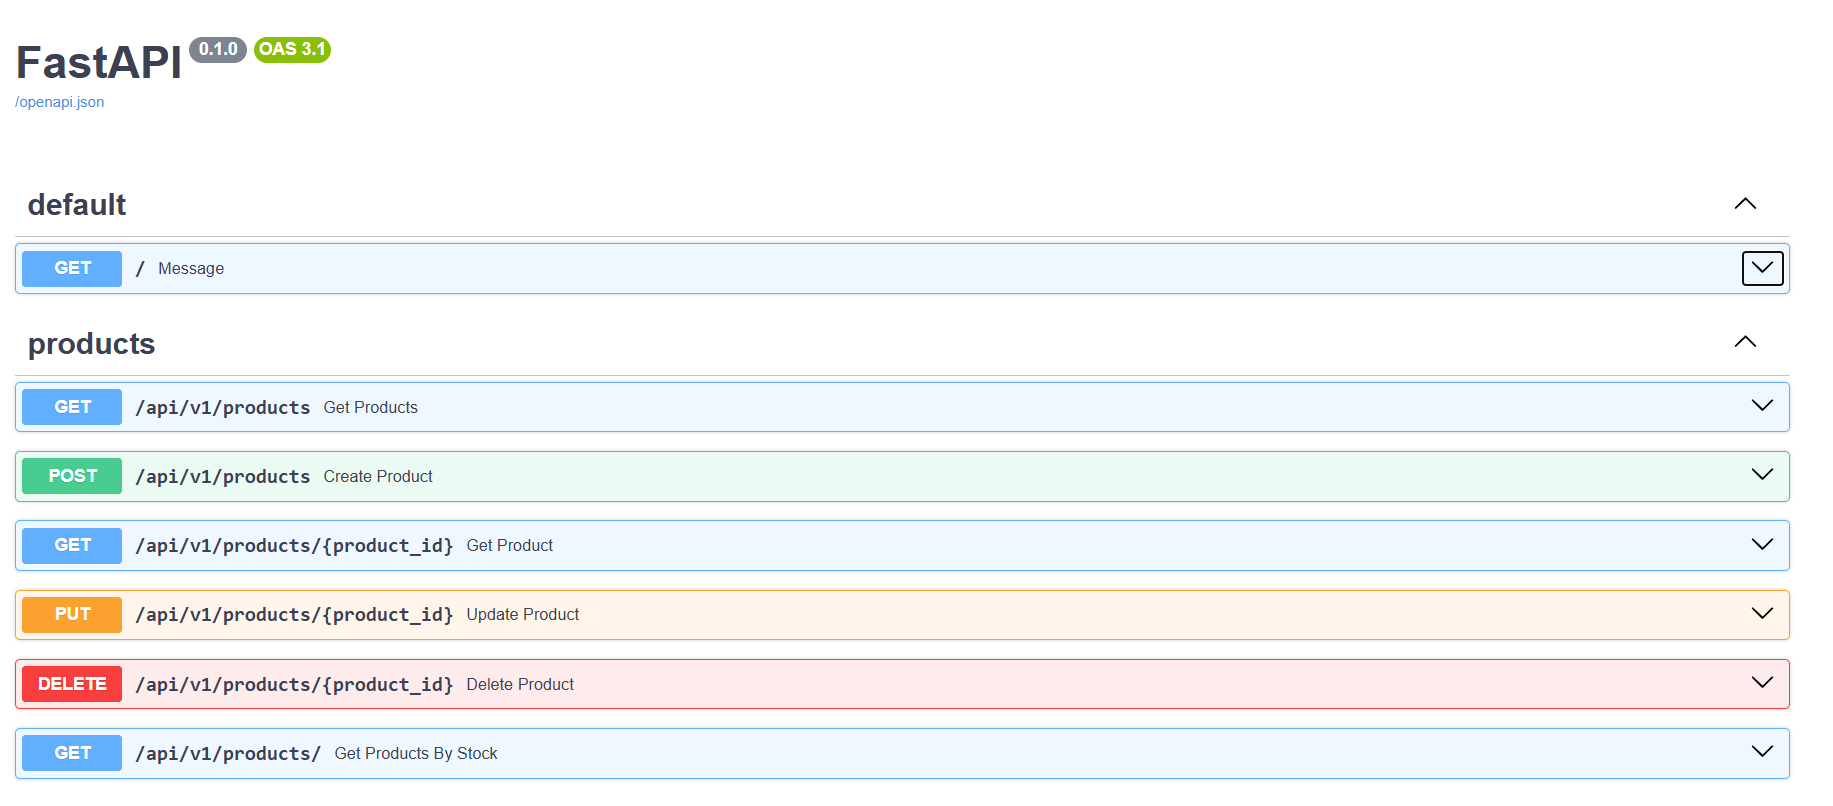 FastAPI 0.1.0 OAS 3.1
/openapi.json
default
GET / Message
products
GET /api/v1/products Get Products
POST /api/v1/products Create Product
GET /api/v1/products/{product_id} Get Product
PUT /api/v1/products/{product_id} Update Product
DELETE /api/v1/products/{product_id} Delete Product
GET /api/v1/products/ Get Products By Stock